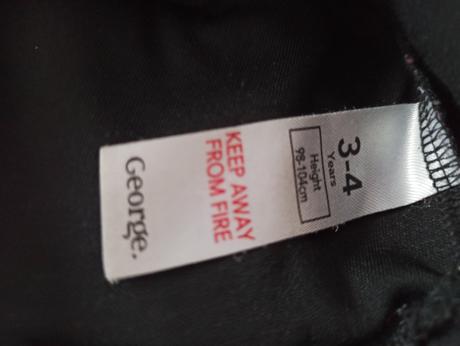 3-4
Years
Height
98-104cm
KEEP AWAY
FROM FIRE
George.